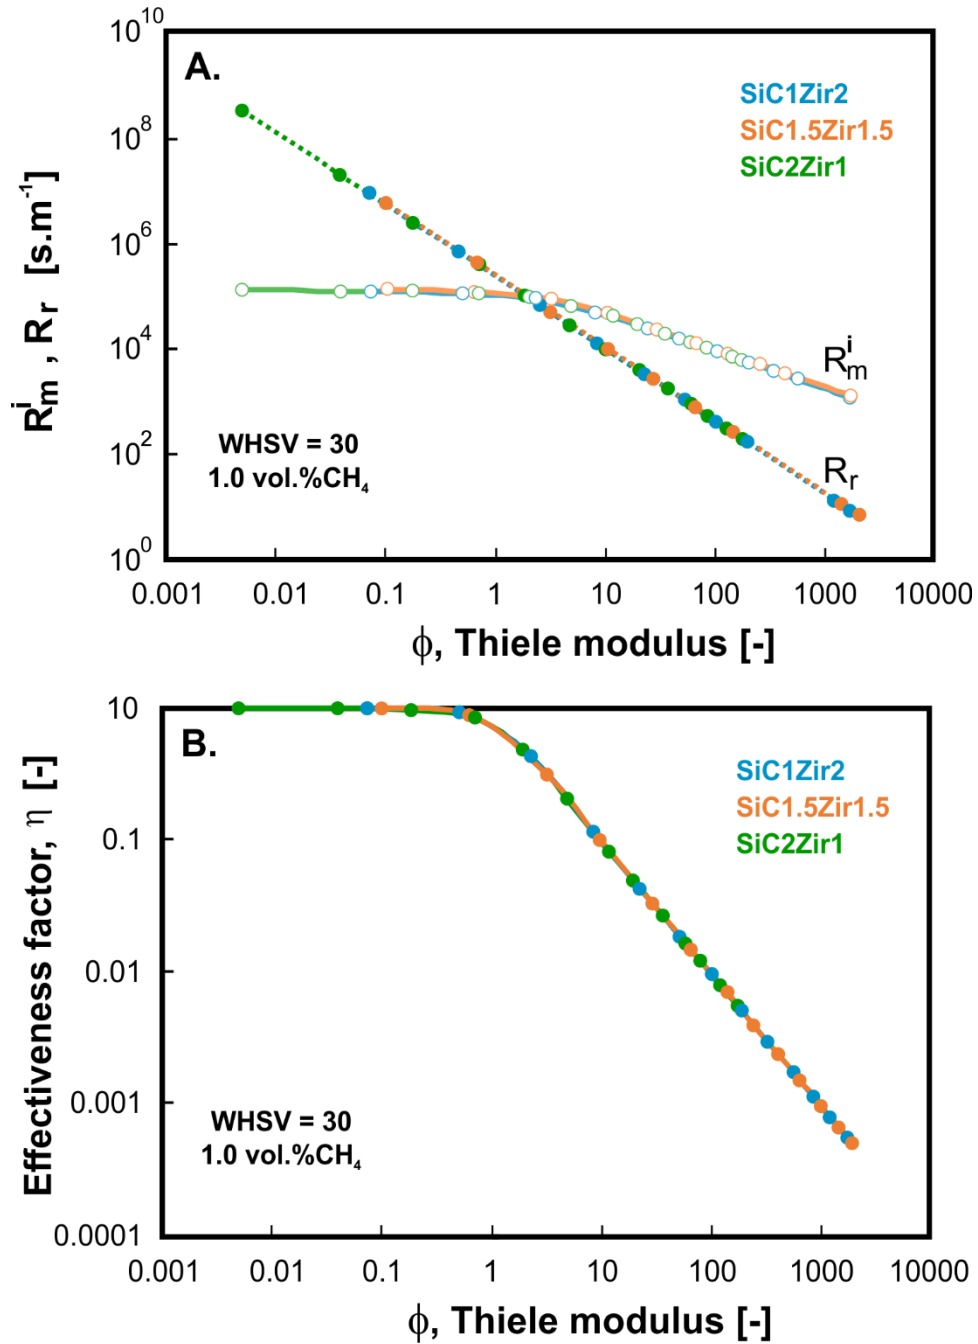 A.
10^10
10^8
10^6
10^4
10^2
10^0
R_m^i , R_r [s.m^-1]
SiC1Zir2
SiC1.5Zir1.5
SiC2Zir1
R_m^i
R_r
WHSV = 30
1.0 vol.%CH₄
0.001 0.01 0.1 1 10 100 1000 10000
ϕ, Thiele modulus [-]
B.
10
0.1
0.01
0.001
0.0001
Effectiveness factor, η [-]
SiC1Zir2
SiC1.5Zir1.5
SiC2Zir1
WHSV = 30
1.0 vol.%CH₄
0.001 0.01 0.1 1 10 100 1000 10000
ϕ, Thiele modulus [-]